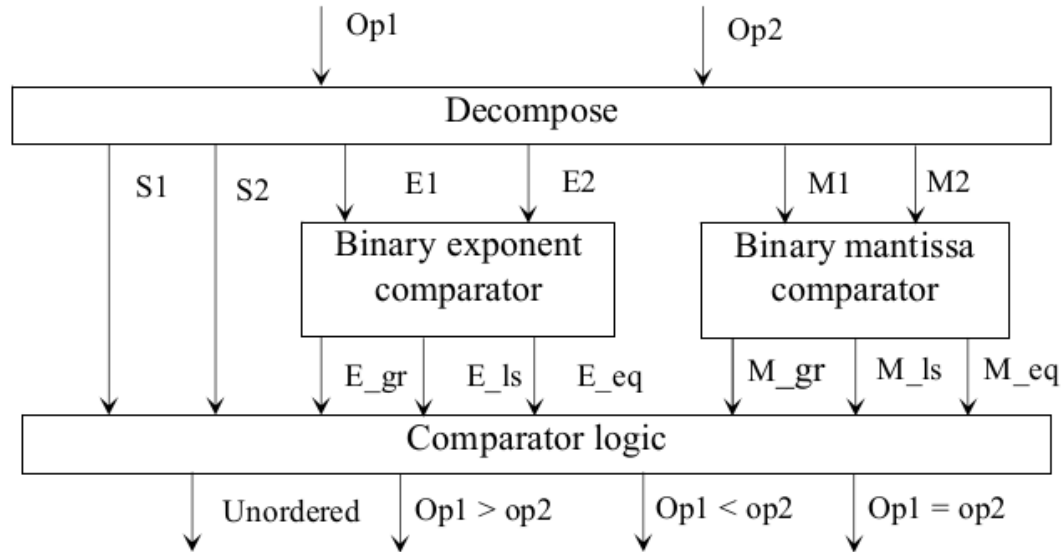 Op1
Op2
Decompose
S1
S2
E1
E2
M1
M2
Binary exponent
comparator
Binary mantissa
comparator
E_gr
E_ls
E_eq
M_gr
M_ls
M_eq
Comparator logic
Unordered
Op1 > op2
Op1 < op2
Op1 = op2